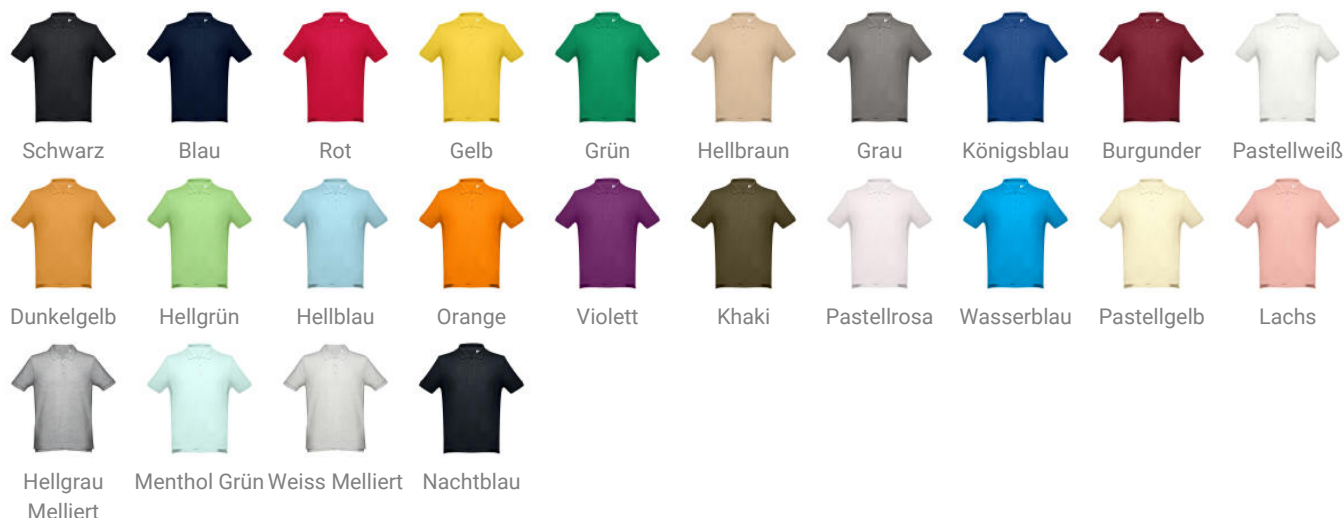 Schwarz Blau Rot Gelb Grün Hellbraun Grau Königsblau Burgunder Pastellweiß
Dunkelgelb Hellgrün Hellblau Orange Violett Khaki Pastellrosa Wasserblau Pastellgelb Lachs
Hellgrau Menthol Grün Weiss Melliert Nachtblau
Melliert